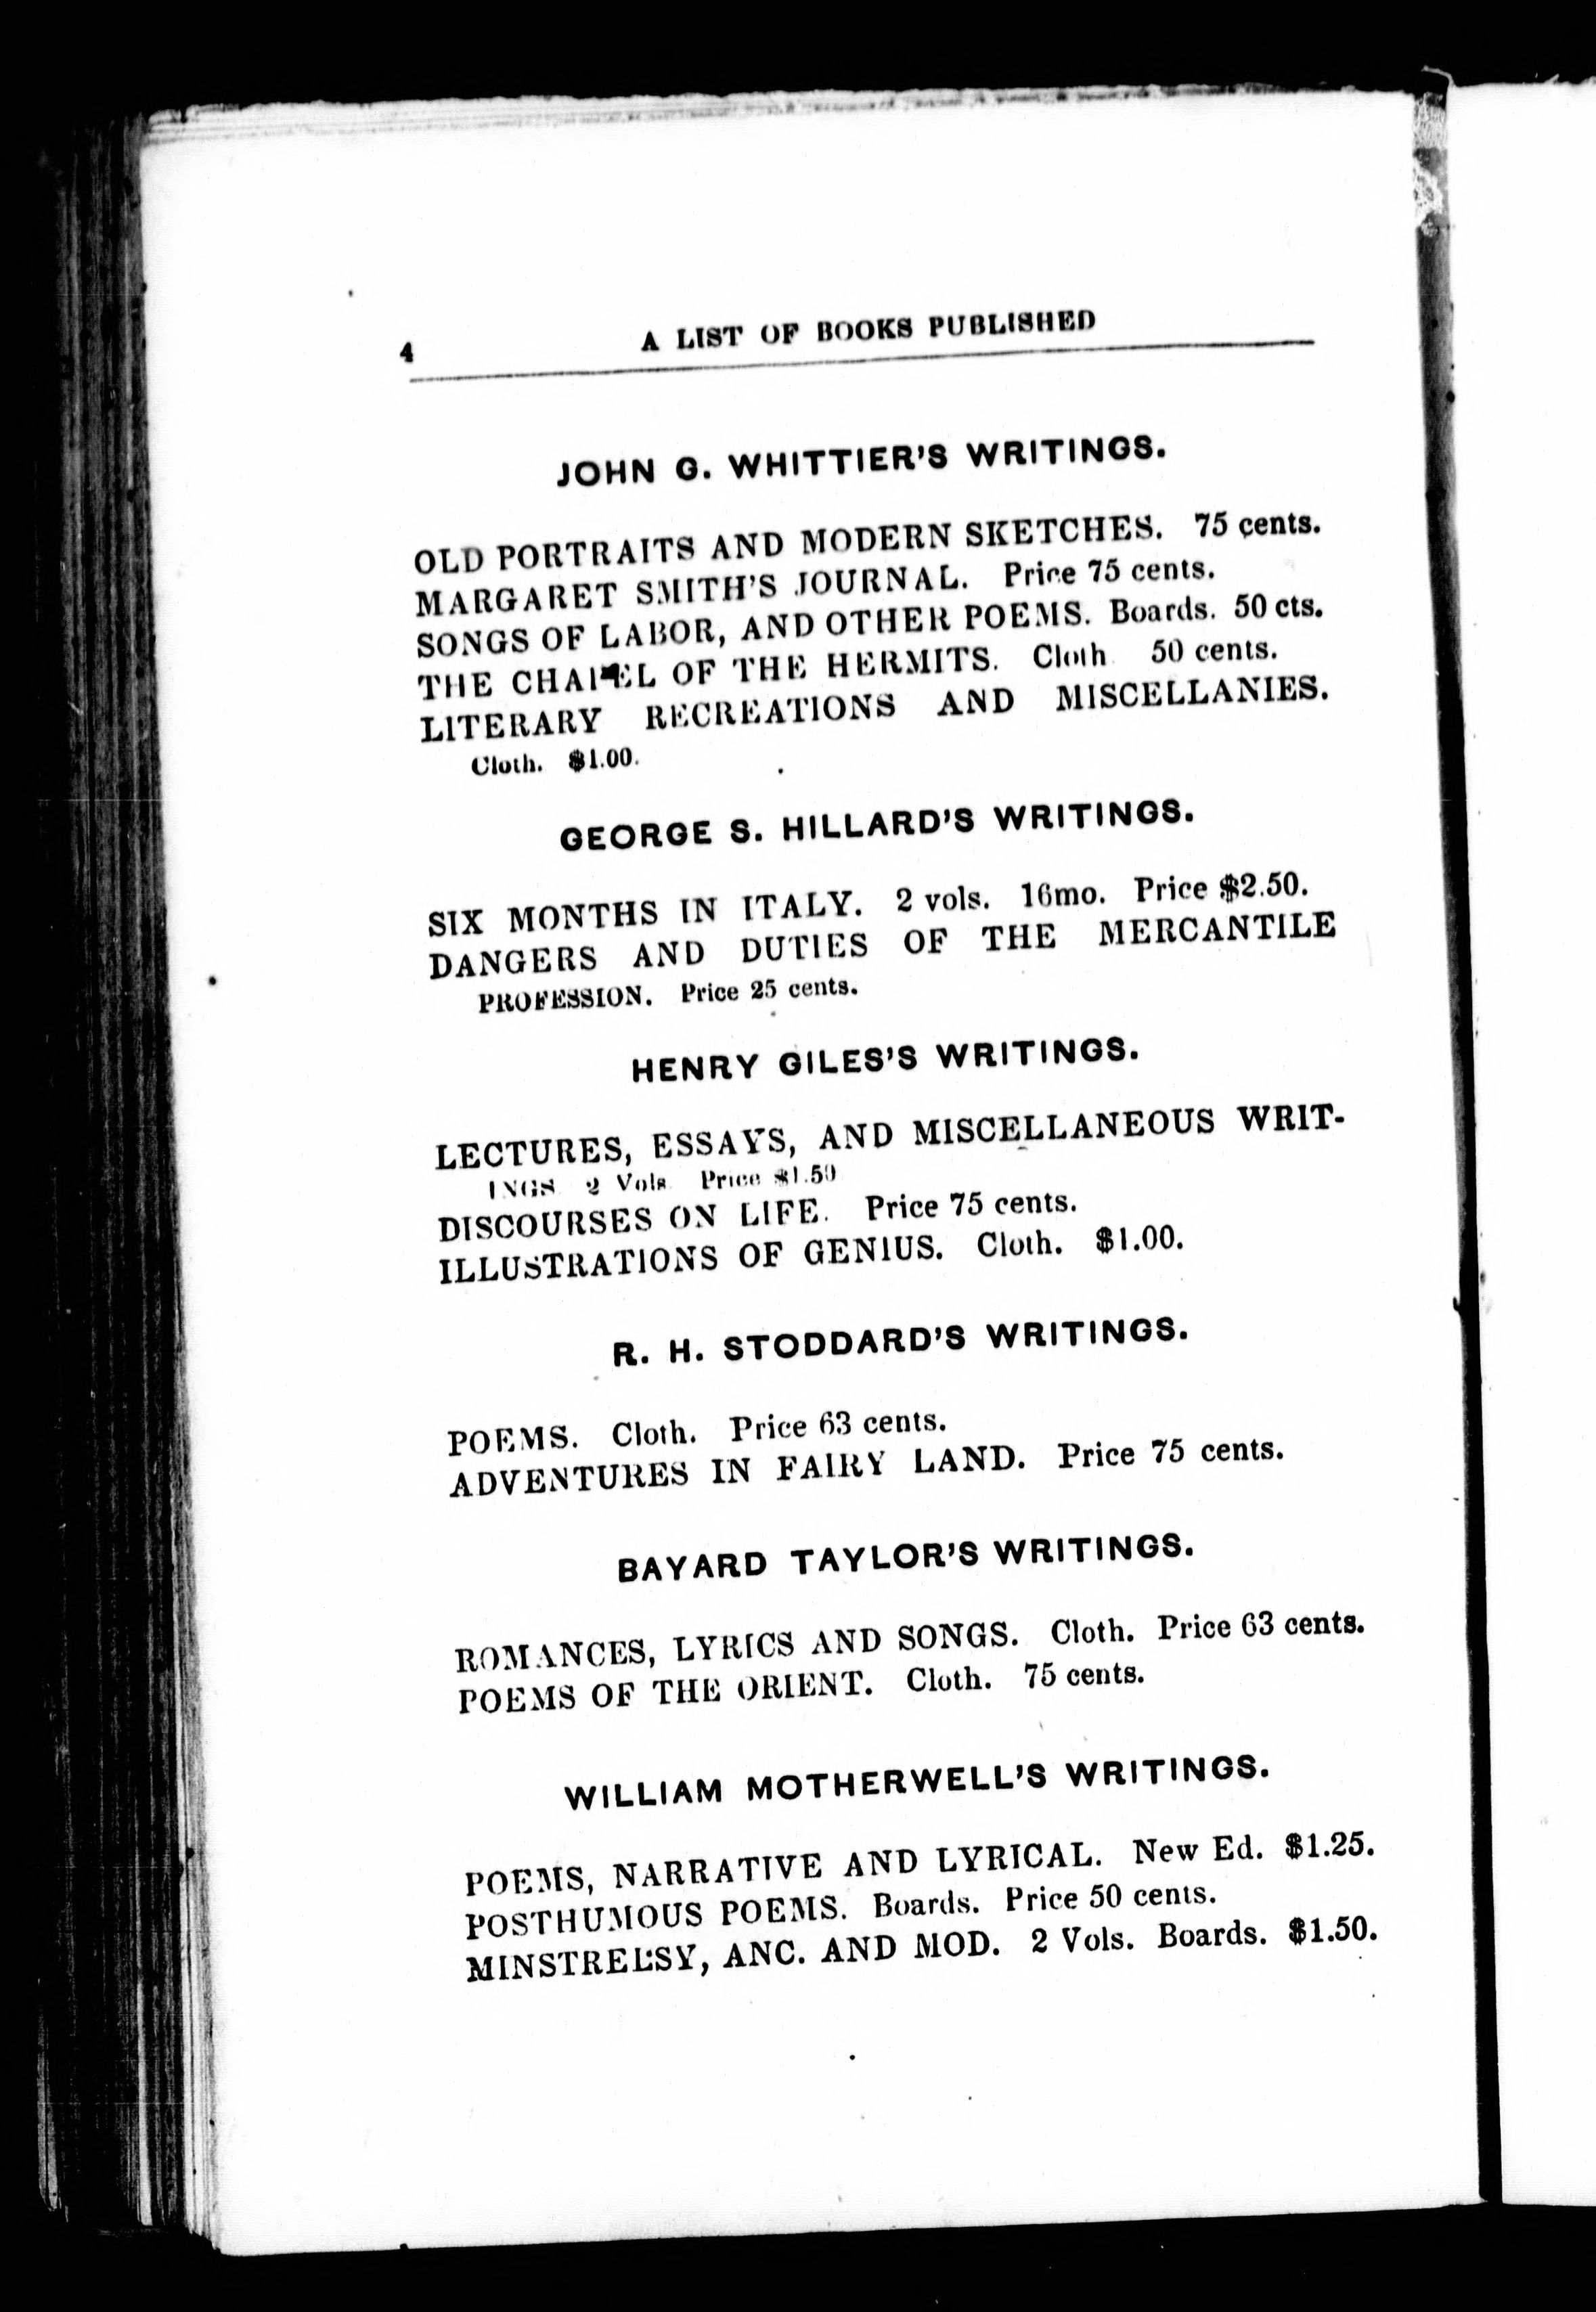 4 A LIST OF BOOKS PUBLISHED
JOHN G. WHITTIER'S WRITINGS.
OLD PORTRAITS AND MODERN SKETCHES. 75 cents.
MARGARET SMITH'S JOURNAL. Price 75 cents.
SONGS OF LABOR, AND OTHER POEMS. Boards. 50 cts.
THE CHAPEL OF THE HERMITS. Cloth 50 cents.
LITERARY RECREATIONS AND MISCELLANIES.
Cloth. $1.00.
GEORGE S. HILLARD'S WRITINGS.
SIX MONTHS IN ITALY. 2 vols. 16mo. Price $2.50.
DANGERS AND DUTIES OF THE MERCANTILE
PROFESSION. Price 25 cents.
HENRY GILES'S WRITINGS.
LECTURES, ESSAYS, AND MISCELLANEOUS WRIT-
INGS 2 Vols Price $1.50
DISCOURSES ON LIFE. Price 75 cents.
ILLUSTRATIONS OF GENIUS. Cloth. $1.00.
R. H. STODDARD'S WRITINGS.
POEMS. Cloth. Price 63 cents.
ADVENTURES IN FAIRY LAND. Price 75 cents.
BAYARD TAYLOR'S WRITINGS.
ROMANCES, LYRICS AND SONGS. Cloth. Price 63 cents.
POEMS OF THE ORIENT. Cloth. 75 cents.
WILLIAM MOTHERWELL'S WRITINGS.
POEMS, NARRATIVE AND LYRICAL. New Ed. $1.25.
POSTHUMOUS POEMS. Boards. Price 50 cents.
MINSTRELSY, ANC. AND MOD. 2 Vols. Boards. $1.50.